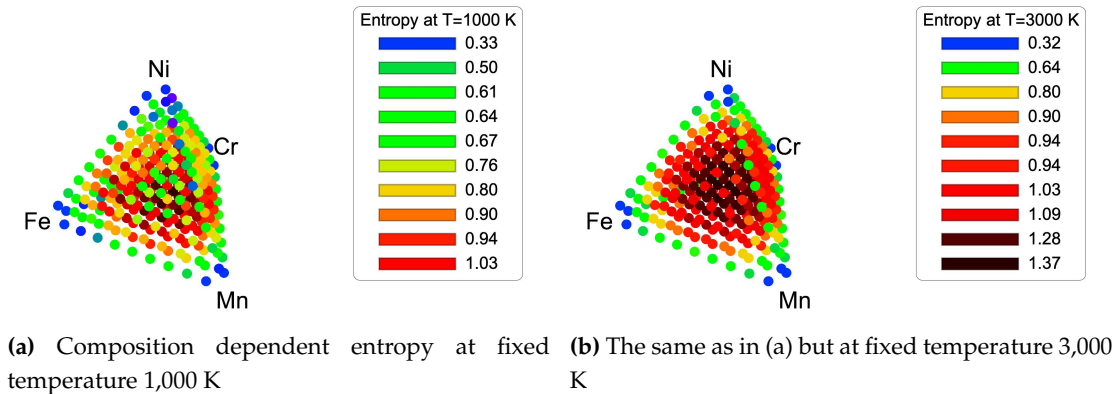 Entropy at T=1000 K
0.33
0.50
0.61
0.64
0.67
0.76
0.80
0.90
0.94
1.03
Ni
Cr
Fe
Mn
Entropy at T=3000 K
0.32
0.64
0.80
0.90
0.94
0.94
1.03
1.09
1.28
1.37
Ni
Cr
Fe
Mn
(a) Composition dependent entropy at fixed
temperature 1,000 K
(b) The same as in (a) but at fixed temperature 3,000
K